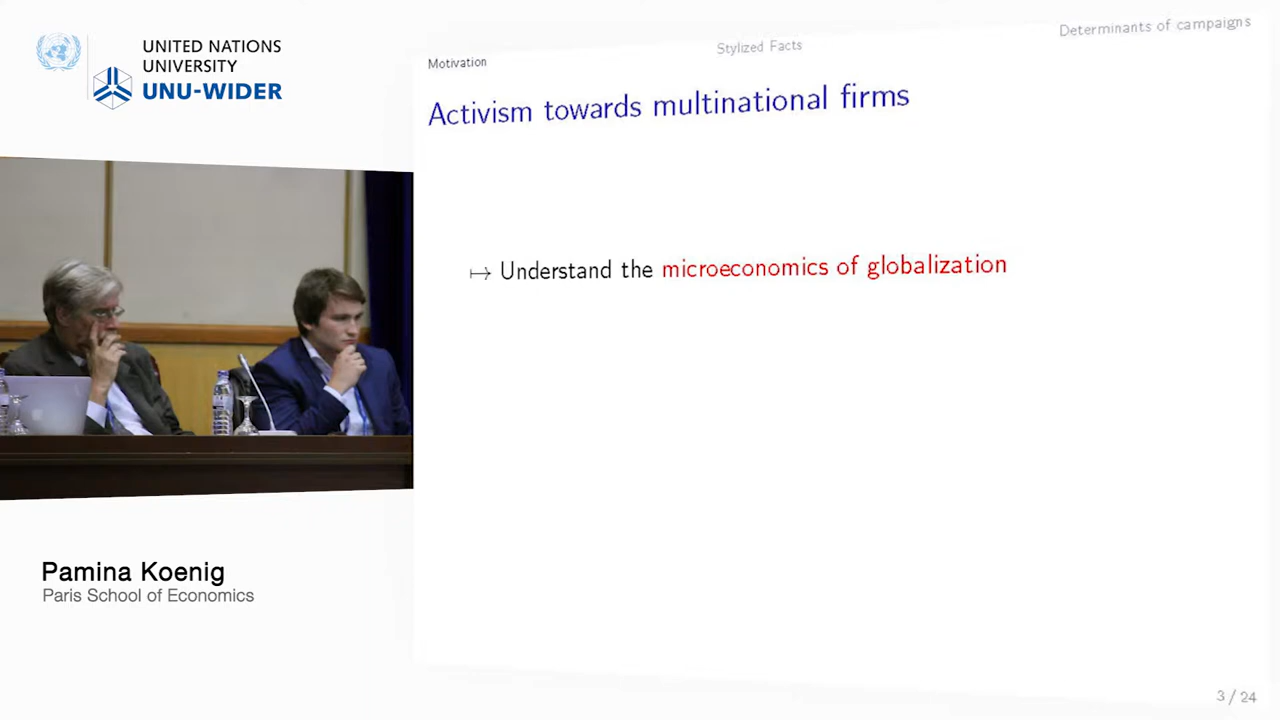 UNITED NATIONS
UNIVERSITY
UNU-WIDER
Motivation
Stylized Facts
Determinants of campaigns
Activism towards multinational firms
↦ Understand the microeconomics of globalization
Pamina Koenig
Paris School of Economics
3 / 24